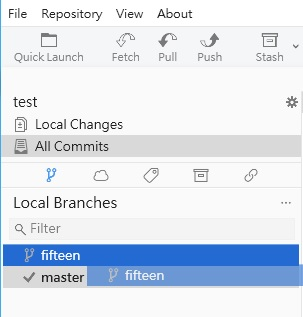 File Repository View About
Quick Launch Fetch Pull Push Stash
test
Local Changes
All Commits
Local Branches ...
Filter
fifteen
master fifteen